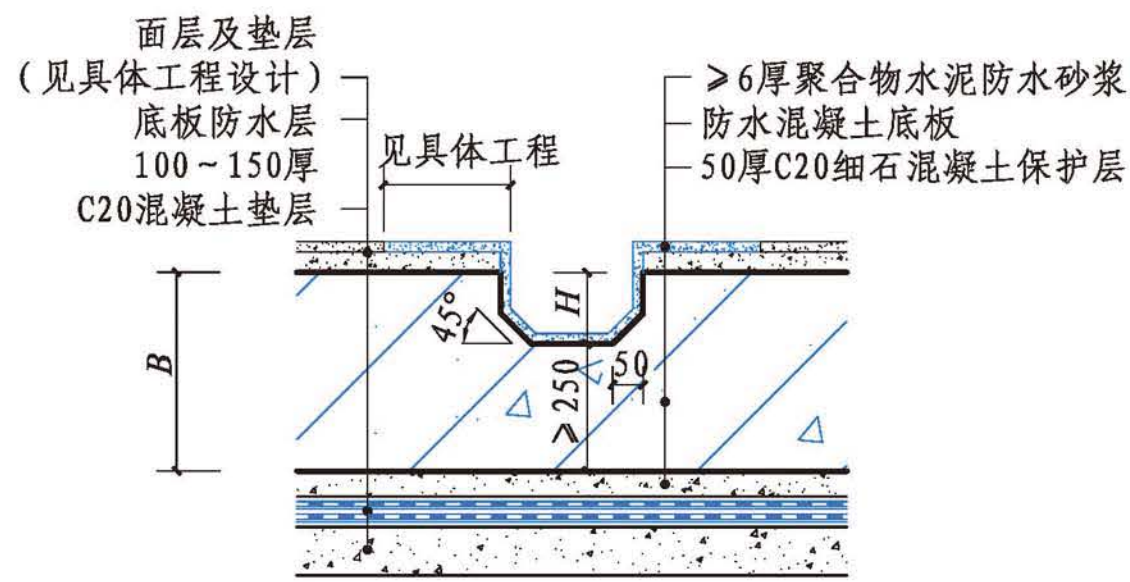 面层及垫层
(见具体工程设计)
底板防水层
100~150厚
C20混凝土垫层
见具体工程
≥6厚聚合物水泥防水砂浆
防水混凝土底板
50厚C20细石混凝土保护层
B
45°
H
≥250
50